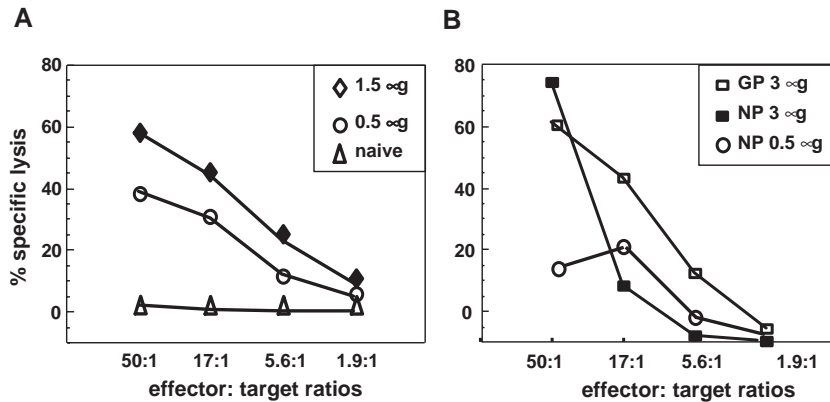 A
% specific lysis
80
60
40
20
0
1.5 ∝g
0.5 ∝g
naive
50:1 17:1 5.6:1 1.9:1
effector: target ratios
B
80
60
40
20
0
GP 3 ∝g
NP 3 ∝g
NP 0.5 ∝g
50:1 17:1 5.6:1 1.9:1
effector: target ratios